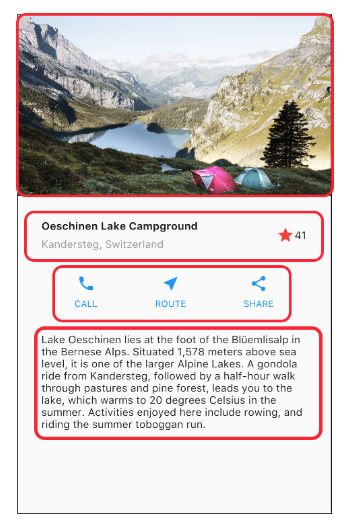 Oeschinen Lake Campground
Kandersteg, Switzerland
41
CALL
ROUTE
SHARE
Lake Oeschinen lies at the foot of the Blüemlisalp in
the Bernese Alps. Situated 1,578 meters above sea
level, it is one of the larger Alpine Lakes. A gondola
ride from Kandersteg, followed by a half-hour walk
through pastures and pine forest, leads you to the
lake, which warms to 20 degrees Celsius in the
summer. Activities enjoyed here include rowing, and
riding the summer toboggan run.